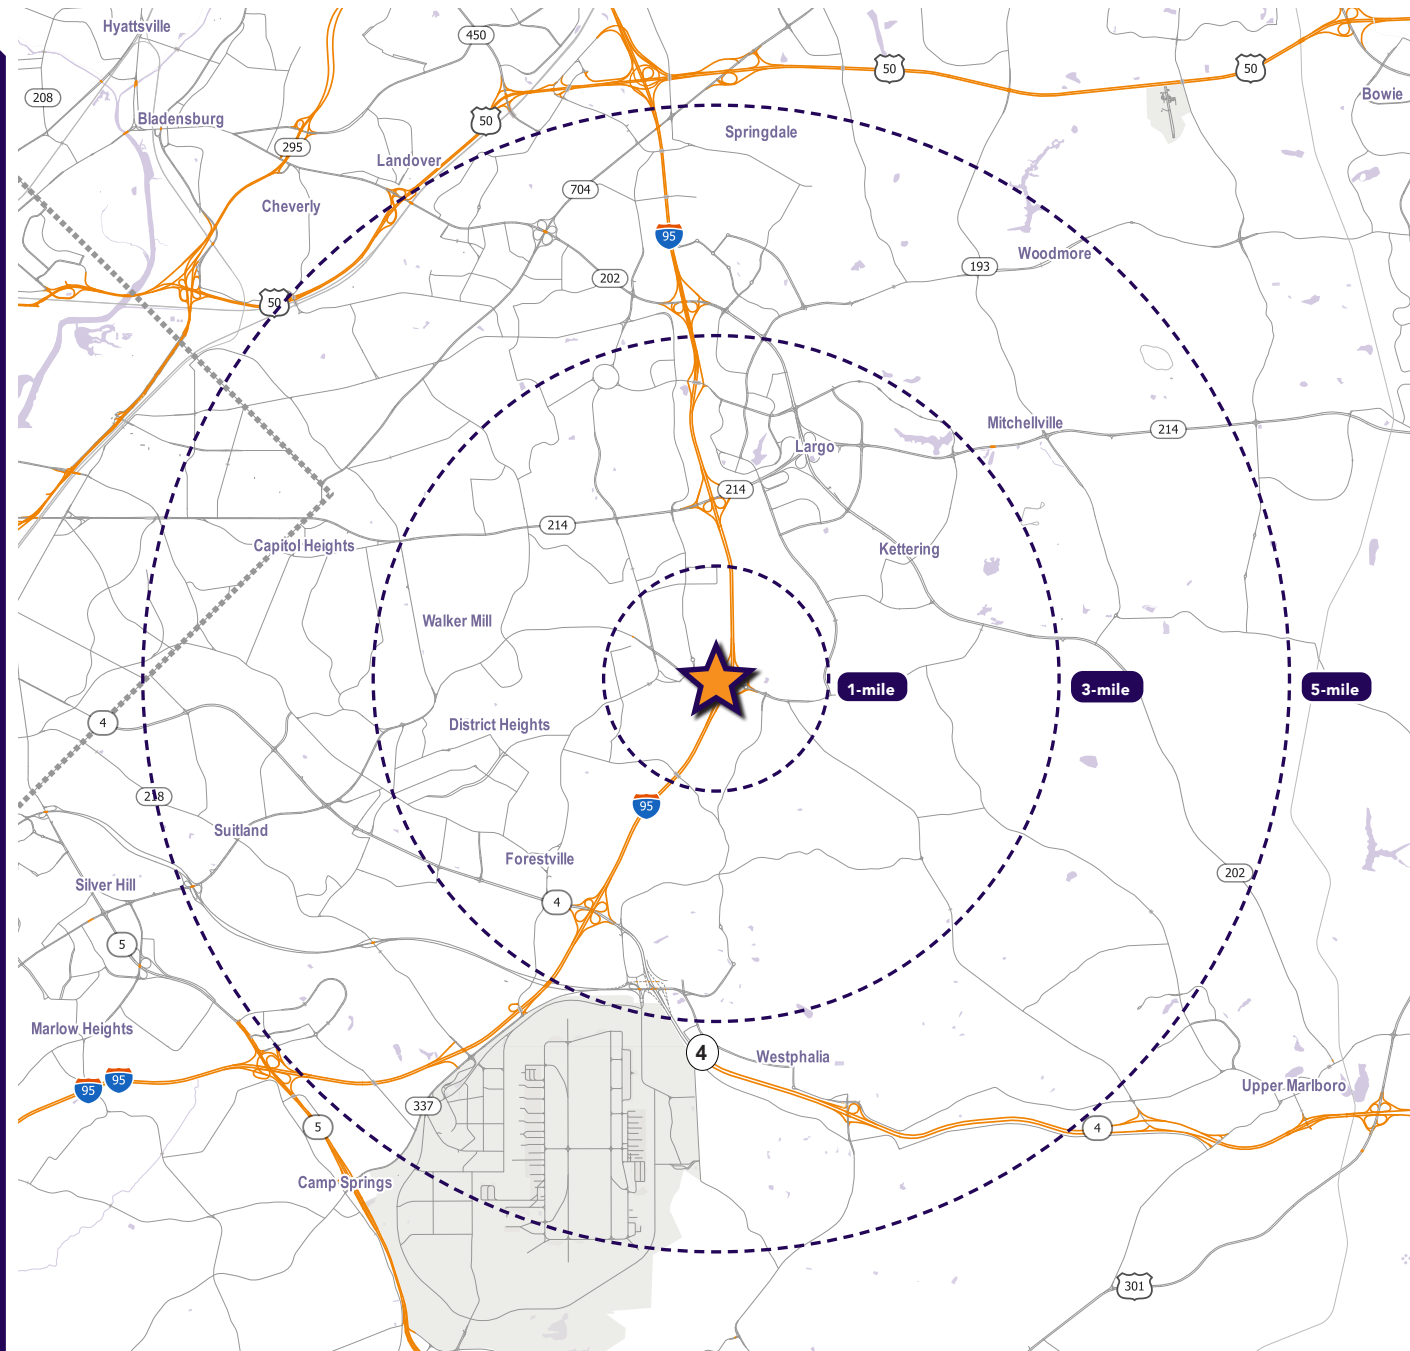 Hyattsville
450
50
50
208
Bowie
Bladensburg
50
Springdale
295
Landover
704
Cheverly
95
Woodmore
193
202
50
Mitchellville
214
Largo
214
214
Capitol Heights
Kettering
Walker Mill
1-mile
3-mile
5-mile
4
District Heights
218
95
Suitland
Forestville
202
Silver Hill
4
5
Marlow Heights
4
Westphalia
95
95
Upper Marlboro
337
5
4
Camp Springs
301